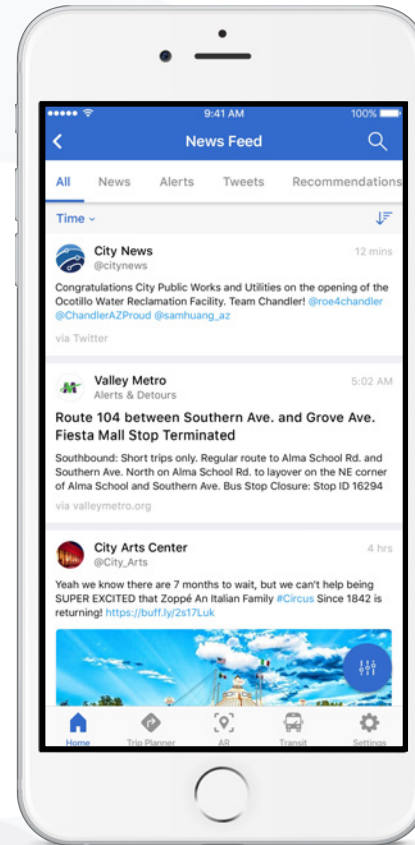 9:41 AM
100%
News Feed
All News Alerts Tweets Recommendations
Time
City News 12 mins
@citynews
Congratulations City Public Works and Utilities on the opening of the
Ocotillo Water Reclamation Facility. Team Chandler! @roe4chandler
@ChandlerAZProud @samhuang_az
via Twitter
Valley Metro 5:02 AM
Alerts & Detours
Route 104 between Southern Ave. and Grove Ave.
Fiesta Mall Stop Terminated
Southbound: Short trips only. Regular route to Alma School Rd. and
Southern Ave. North on Alma School Rd. to layover on the NE corner
of Alma School and Southern Ave. Bus Stop Closure: Stop ID 16294
via valleymetro.org
City Arts Center 4 hrs
@City_Arts
Yeah we know there are 7 months to wait, but we can't help being
SUPER EXCITED that Zoppé An Italian Family #Circus Since 1842 is
returning! https://buff.ly/2s17Luk
Home Trip Planner AR Transit Settings